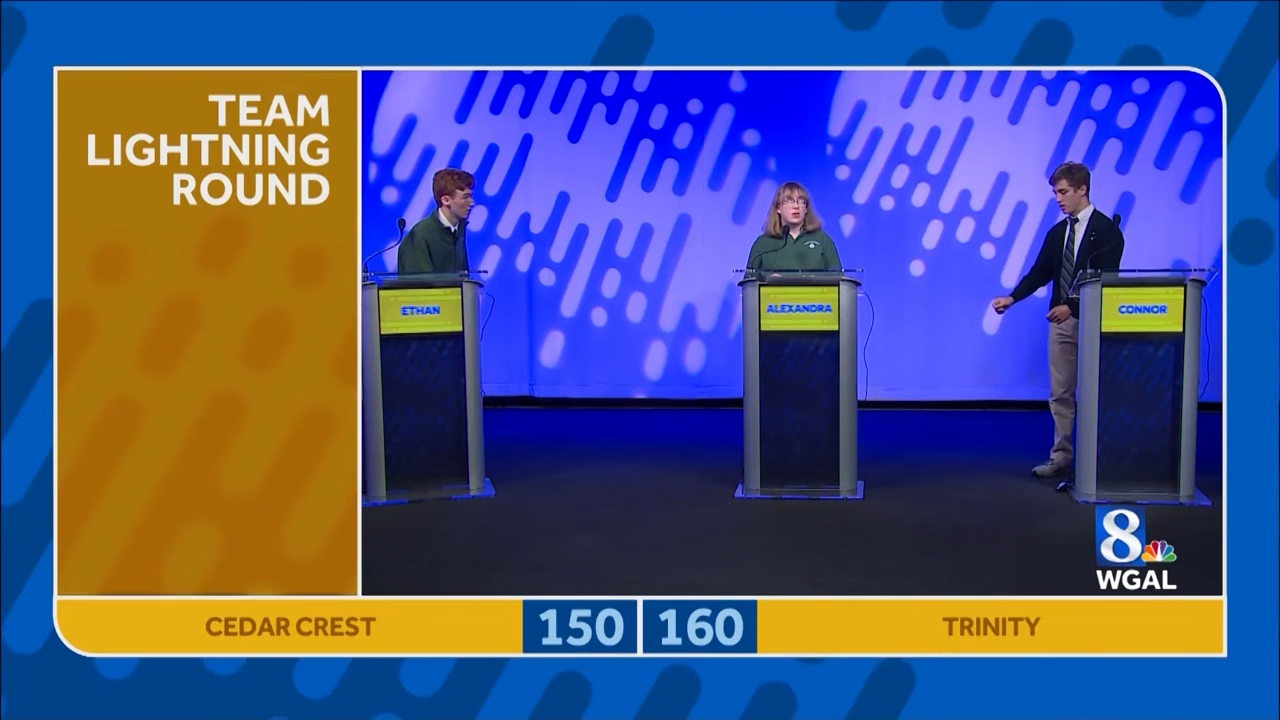 TEAM
LIGHTNING
ROUND
ETHAN
ALEXANDRA
CONNOR
8
WGAL
CEDAR CREST
150
160
TRINITY